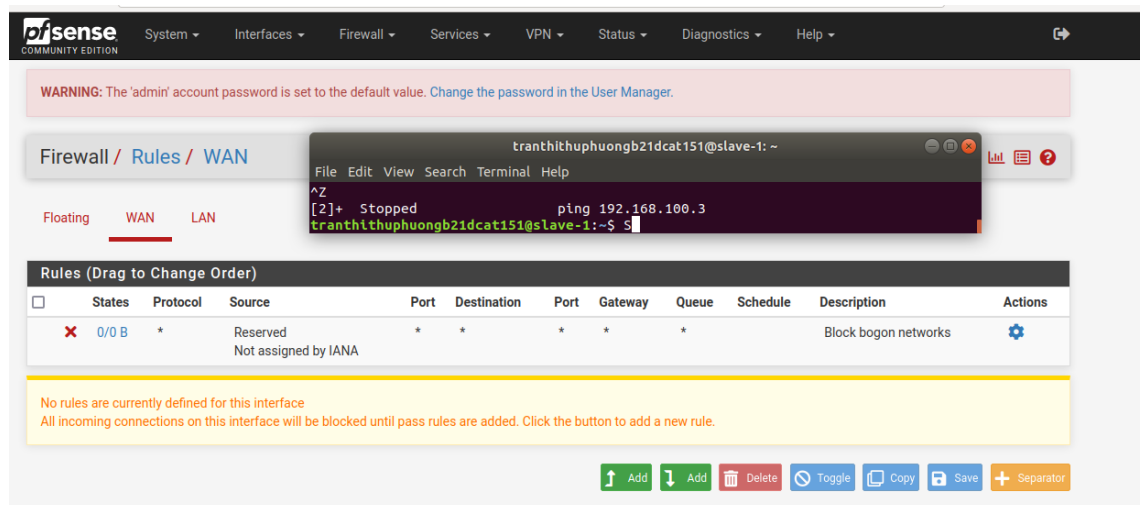 pfsense
COMMUNITY EDITION
System Interfaces Firewall Services VPN Status Diagnostics Help
WARNING: The 'admin' account password is set to the default value. Change the password in the User Manager.
Firewall / Rules / WAN
tranthithuphuongb21dcat151@slave-1: ~
File Edit View Search Terminal Help
^Z
[2]+ Stopped ping 192.168.100.3
tranthithuphuongb21dcat151@slave-1:~$ S
Floating WAN LAN
Rules (Drag to Change Order)
States Protocol Source Port Destination Port Gateway Queue Schedule Description Actions
0/0 B * Reserved * * * * * Block bogon networks
Not assigned by IANA
No rules are currently defined for this interface
All incoming connections on this interface will be blocked until pass rules are added. Click the button to add a new rule.
Add Add Delete Toggle Copy Save Separator